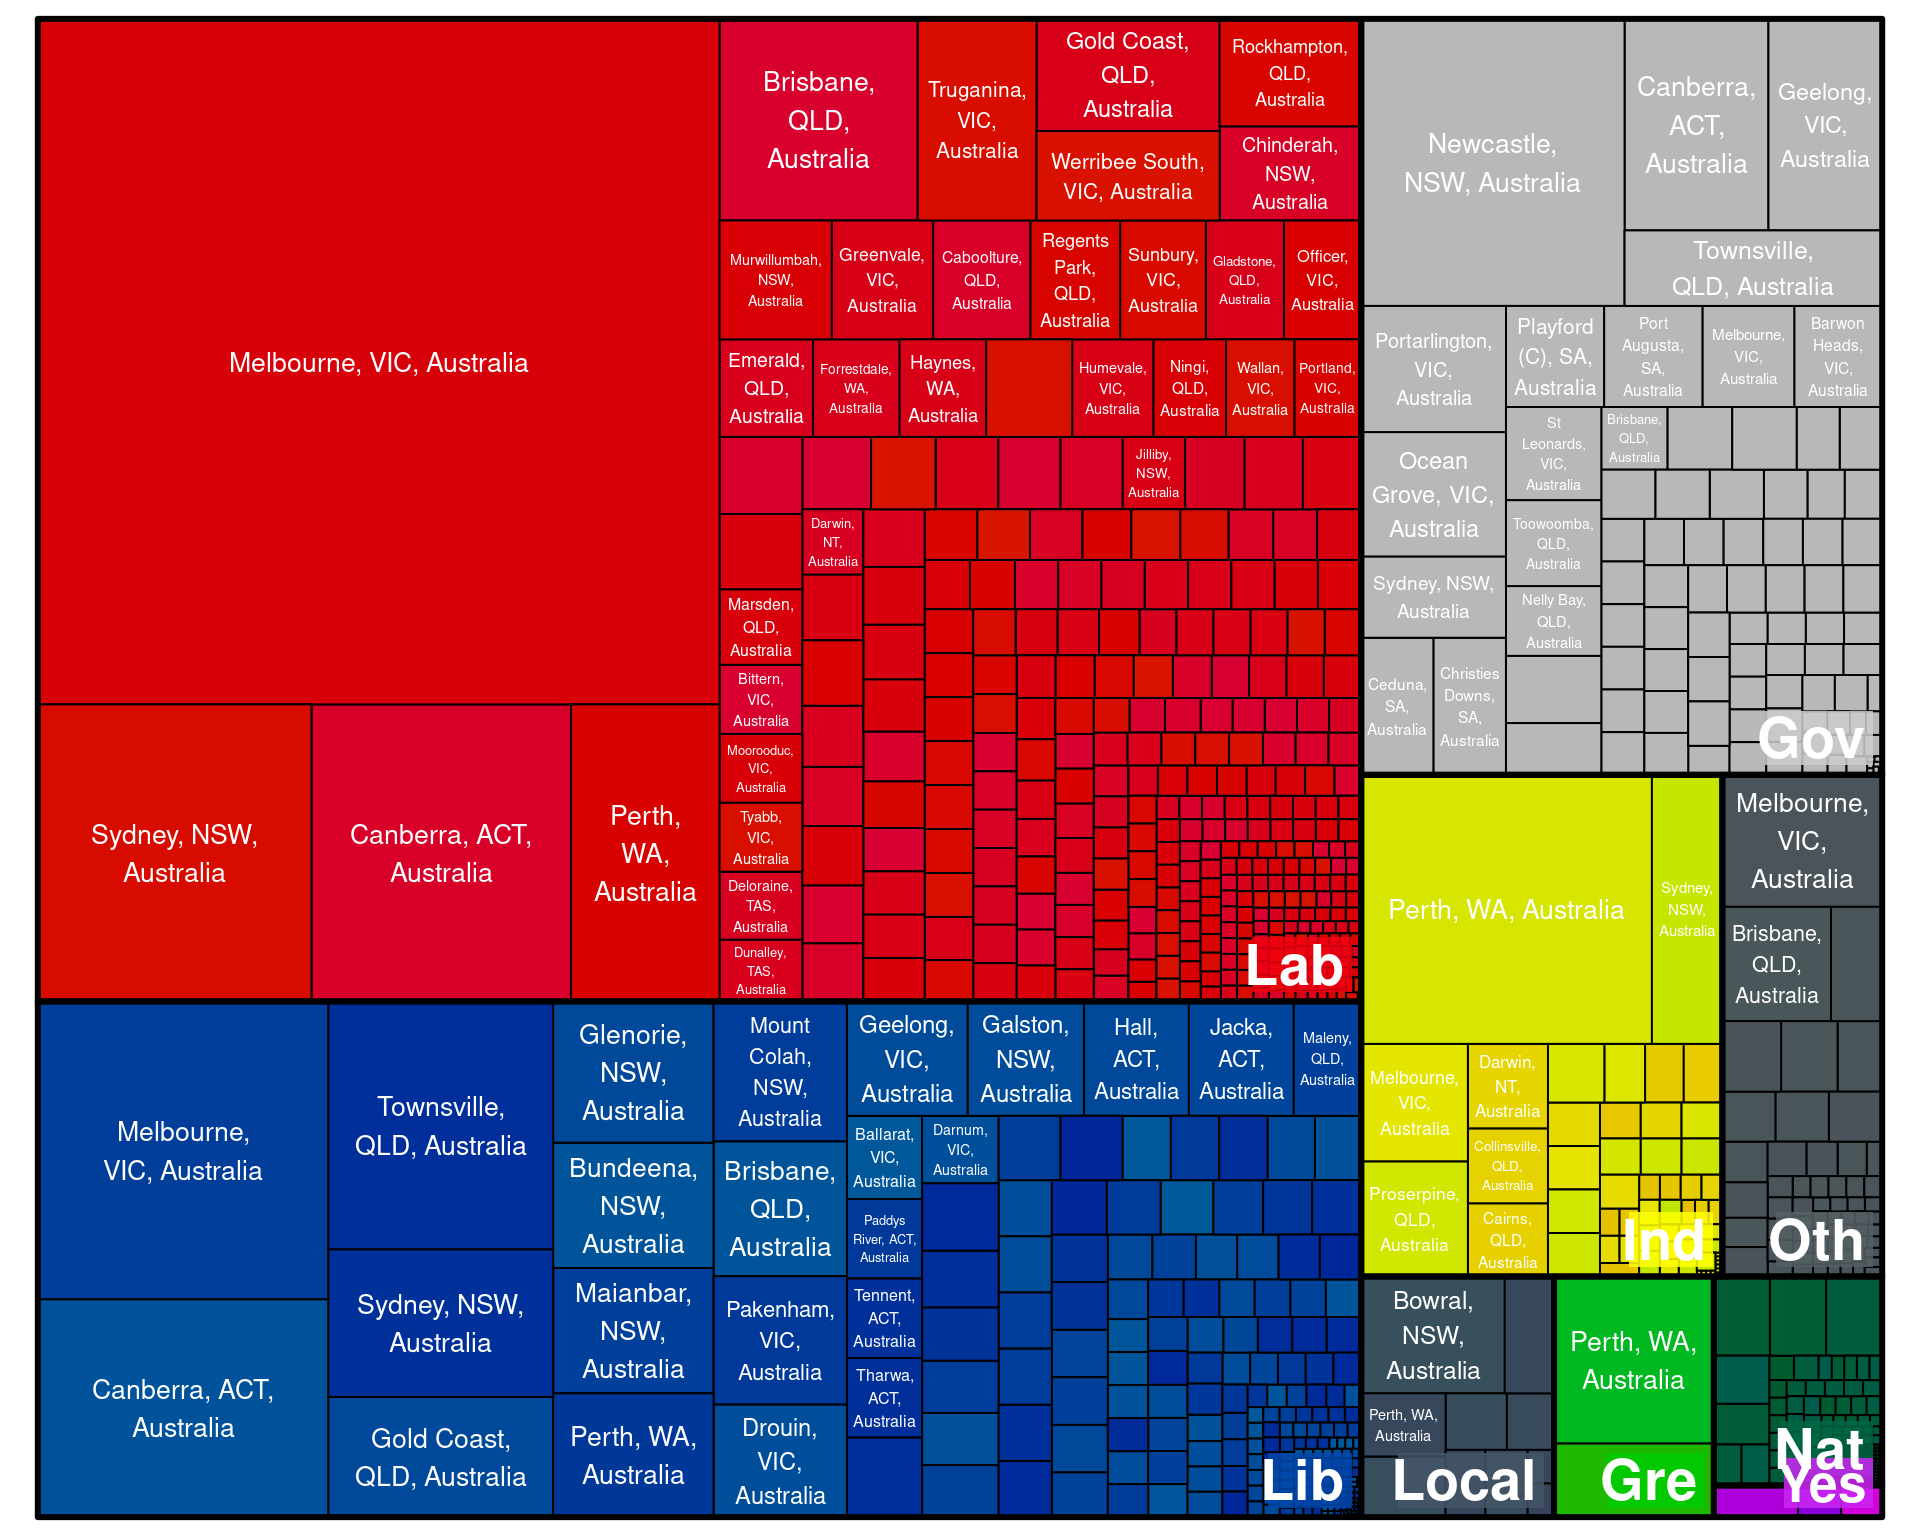 Melbourne, VIC, Australia
Sydney, NSW,
Australia
Canberra, ACT,
Australia
Perth,
WA,
Australia
Brisbane,
QLD,
Australia
Truganina,
VIC,
Australia
Gold Coast,
QLD,
Australia
Werribee South,
VIC, Australia
Rockhampton,
QLD,
Australia
Chinderah,
NSW,
Australia
Murwillumbah,
NSW,
Australia
Greenvale,
VIC,
Australia
Caboolture,
QLD,
Australia
Regents
Park,
QLD,
Australia
Sunbury,
VIC,
Australia
Gladstone,
QLD,
Australia
Officer,
VIC,
Australia
Emerald,
QLD,
Australia
Forrestdale,
WA,
Australia
Haynes,
WA,
Australia
Humevale,
VIC,
Australia
Ningi,
QLD,
Australia
Wallan,
VIC,
Australia
Portland,
VIC,
Australia
Jilliby,
NSW,
Australia
Darwin,
NT,
Australia
Marsden,
QLD,
Australia
Bittern,
VIC,
Australia
Moorooduc,
VIC,
Australia
Tyabb,
VIC,
Australia
Deloraine,
TAS,
Australia
Dunalley,
TAS,
Australia
Lab
Newcastle,
NSW, Australia
Canberra,
ACT,
Australia
Geelong,
VIC,
Australia
Townsville,
QLD, Australia
Portarlington,
VIC,
Australia
Playford
(C), SA,
Australia
Port
Augusta,
SA,
Australia
Melbourne,
VIC,
Australia
Barwon
Heads,
VIC,
Australia
Ocean
Grove, VIC,
Australia
St
Leonards,
VIC,
Australia
Brisbane,
QLD,
Australia
Toowoomba,
QLD,
Australia
Sydney, NSW,
Australia
Nelly Bay,
QLD,
Australia
Ceduna,
SA,
Australia
Christies
Downs,
SA,
Australia
Gov
Perth, WA, Australia
Sydney,
NSW,
Australia
Melbourne,
VIC,
Australia
Darwin,
NT,
Australia
Collinsville,
QLD,
Australia
Proserpine,
QLD,
Australia
Cairns,
QLD,
Australia
Ind
Melbourne,
VIC,
Australia
Brisbane,
QLD,
Australia
Oth
Melbourne,
VIC, Australia
Canberra, ACT,
Australia
Townsville,
QLD, Australia
Sydney, NSW,
Australia
Gold Coast,
QLD, Australia
Glenorie,
NSW,
Australia
Bundeena,
NSW,
Australia
Maianbar,
NSW,
Australia
Perth, WA,
Australia
Mount
Colah,
NSW,
Australia
Brisbane,
QLD,
Australia
Pakenham,
VIC,
Australia
Drouin,
VIC,
Australia
Geelong,
VIC,
Australia
Galston,
NSW,
Australia
Hall,
ACT,
Australia
Jacka,
ACT,
Australia
Maleny,
QLD,
Australia
Ballarat,
VIC,
Australia
Darnum,
VIC,
Australia
Paddys
River, ACT,
Australia
Tennent,
ACT,
Australia
Tharwa,
ACT,
Australia
Lib
Bowral,
NSW,
Australia
Perth, WA,
Australia
Local
Perth, WA,
Australia
Gre
Nat
Yes